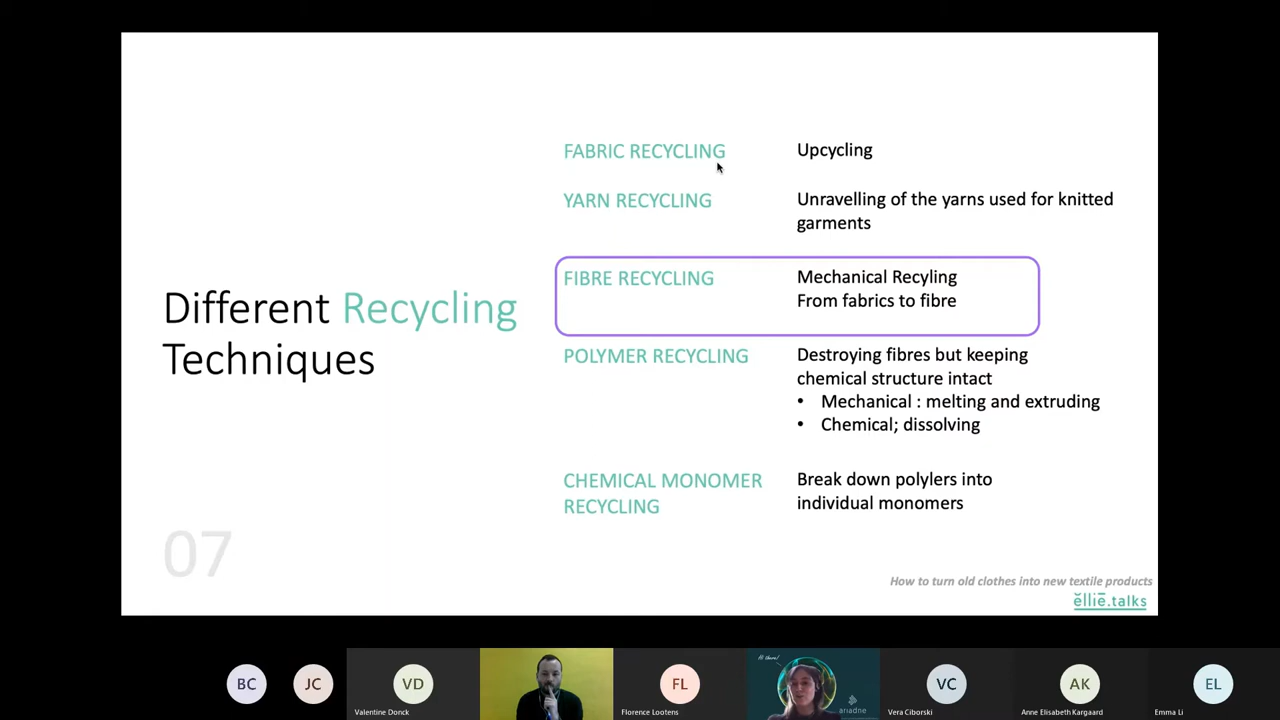 FABRIC RECYCLING
Upcycling
YARN RECYCLING
Unravelling of the yarns used for knitted
garments
FIBRE RECYCLING
Mechanical Recyling
From fabrics to fibre
Different Recycling
Techniques
POLYMER RECYCLING
Destroying fibres but keeping
chemical structure intact
• Mechanical : melting and extruding
• Chemical; dissolving
CHEMICAL MONOMER
RECYCLING
Break down polylers into
individual monomers
07
How to turn old clothes into new textile products
ĕlliē.talks
BC
JC
VD
Valentine Donck
FL
Florence Lootens
Hi there!
ariadne
VC
Vera Ciborski
AK
Anne Elisabeth Kargaard
EL
Emma Li